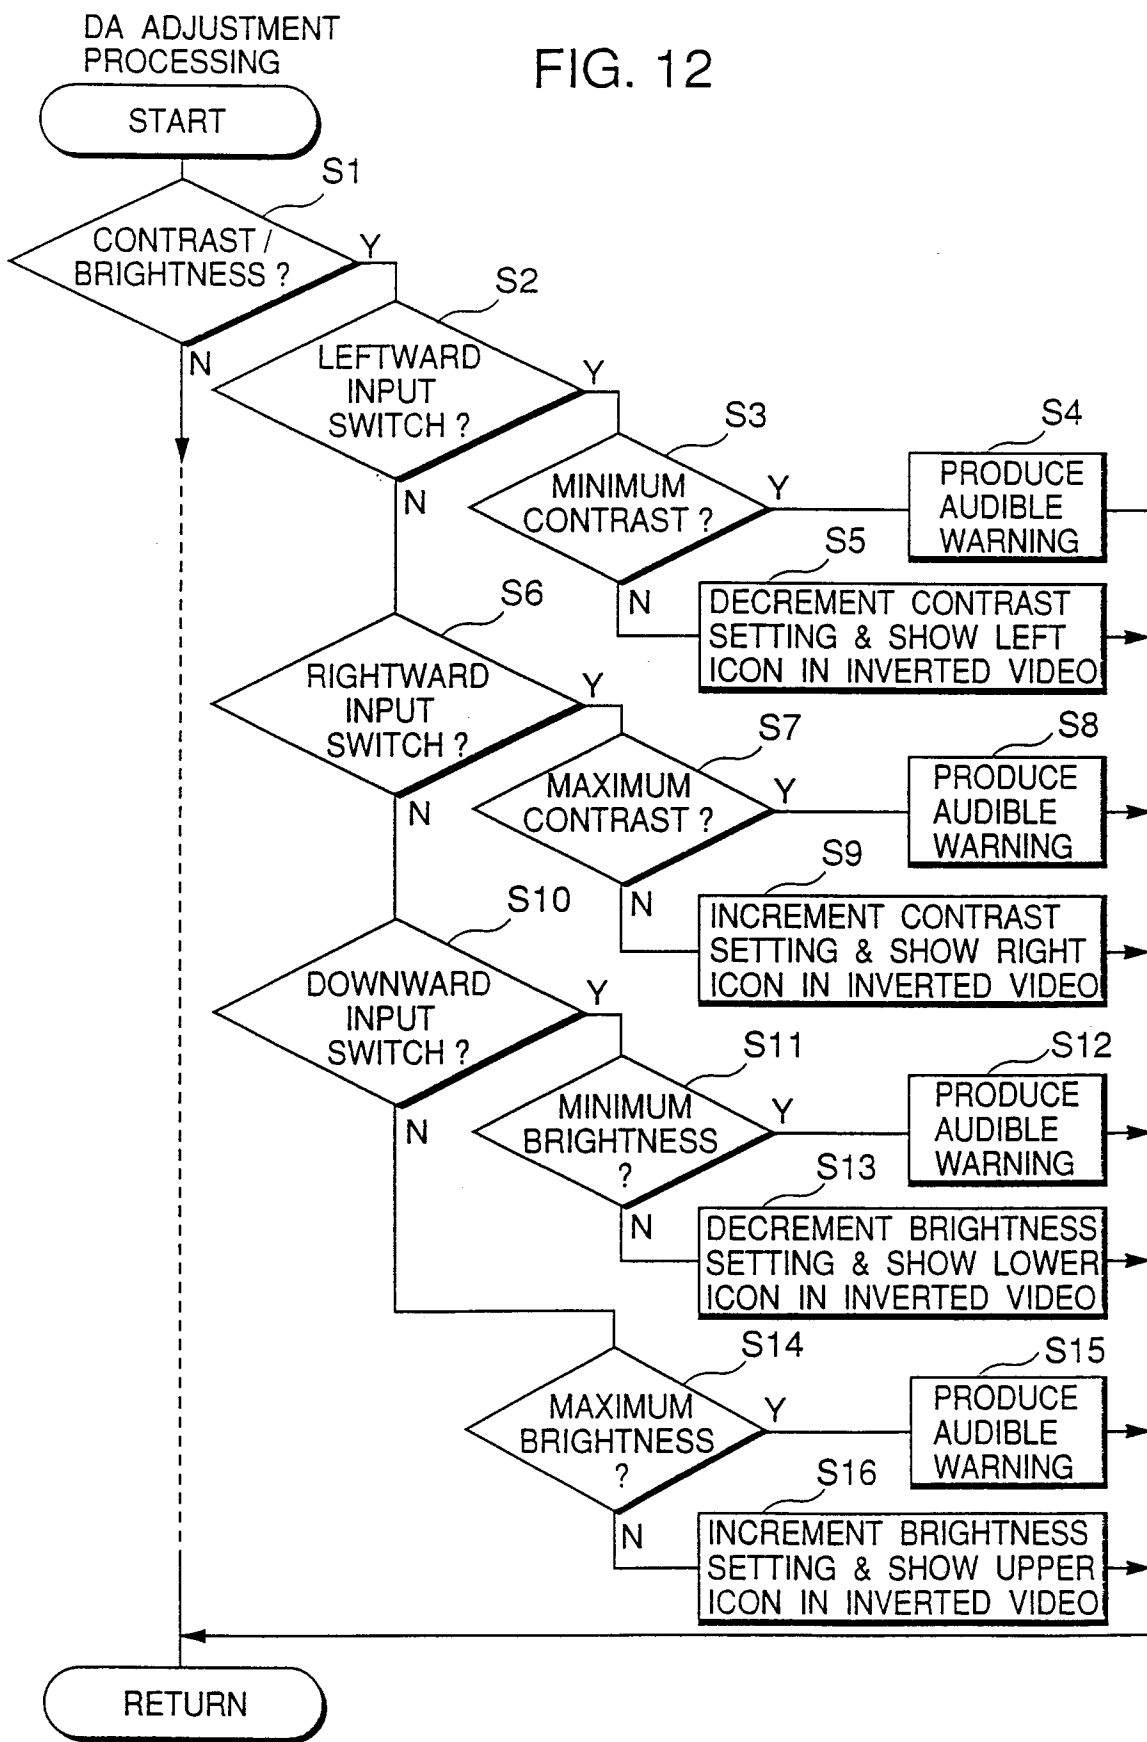 DA ADJUSTMENT
PROCESSING
FIG. 12
START
S1
CONTRAST /
BRIGHTNESS ?
Y
N
S2
LEFTWARD
INPUT
SWITCH ?
Y
N
S3
MINIMUM
CONTRAST ?
Y
N
S4
PRODUCE
AUDIBLE
WARNING
S5
DECREMENT CONTRAST
SETTING & SHOW LEFT
ICON IN INVERTED VIDEO
S6
RIGHTWARD
INPUT
SWITCH ?
Y
N
S7
MAXIMUM
CONTRAST ?
Y
N
S8
PRODUCE
AUDIBLE
WARNING
S9
INCREMENT CONTRAST
SETTING & SHOW RIGHT
ICON IN INVERTED VIDEO
S10
DOWNWARD
INPUT
SWITCH ?
Y
N
S11
MINIMUM
BRIGHTNESS
?
Y
N
S12
PRODUCE
AUDIBLE
WARNING
S13
DECREMENT BRIGHTNESS
SETTING & SHOW LOWER
ICON IN INVERTED VIDEO
S14
MAXIMUM
BRIGHTNESS
?
Y
N
S15
PRODUCE
AUDIBLE
WARNING
S16
INCREMENT BRIGHTNESS
SETTING & SHOW UPPER
ICON IN INVERTED VIDEO
RETURN